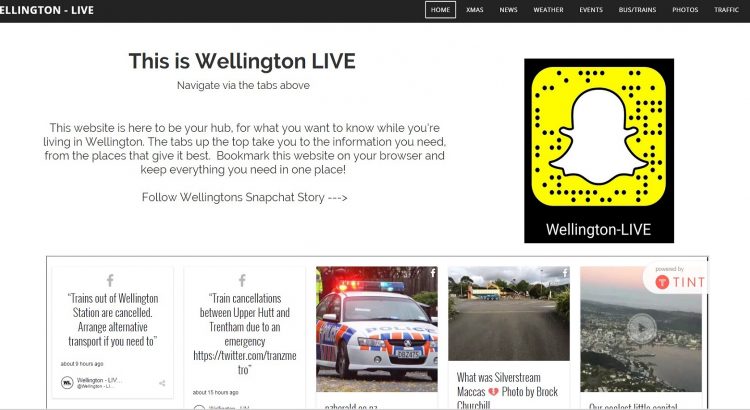 ELLINGTON - LIVE
HOME
XMAS
NEWS
WEATHER
EVENTS
BUS/TRAINS
PHOTOS
TRAFFIC
This is Wellington LIVE
Navigate via the tabs above
This website is here to be your hub, for what you want to know while you're
living in Wellington. The tabs up the top take you to the information you need,
from the places that give it best. Bookmark this website on your browser and
keep everything you need in one place!
Follow Wellingtons Snapchat Story --->
Wellington-LIVE
powered by
TINT
"Trains out of Wellington
Station are cancelled.
Arrange alternative
transport if you need to"
about 9 hours ago
WL
Wellington - LIV...
@Wellington - Li...
"Train cancellations
between Upper Hutt and
Trentham due to an
emergency
https://twitter.com/tranzme
tro"
about 15 hours ago
Wellington - LIV...
nzherald.co.nz
What was Silverstream
Maccas 💔 Photo by Brock
Churchill
Our coolest little capital